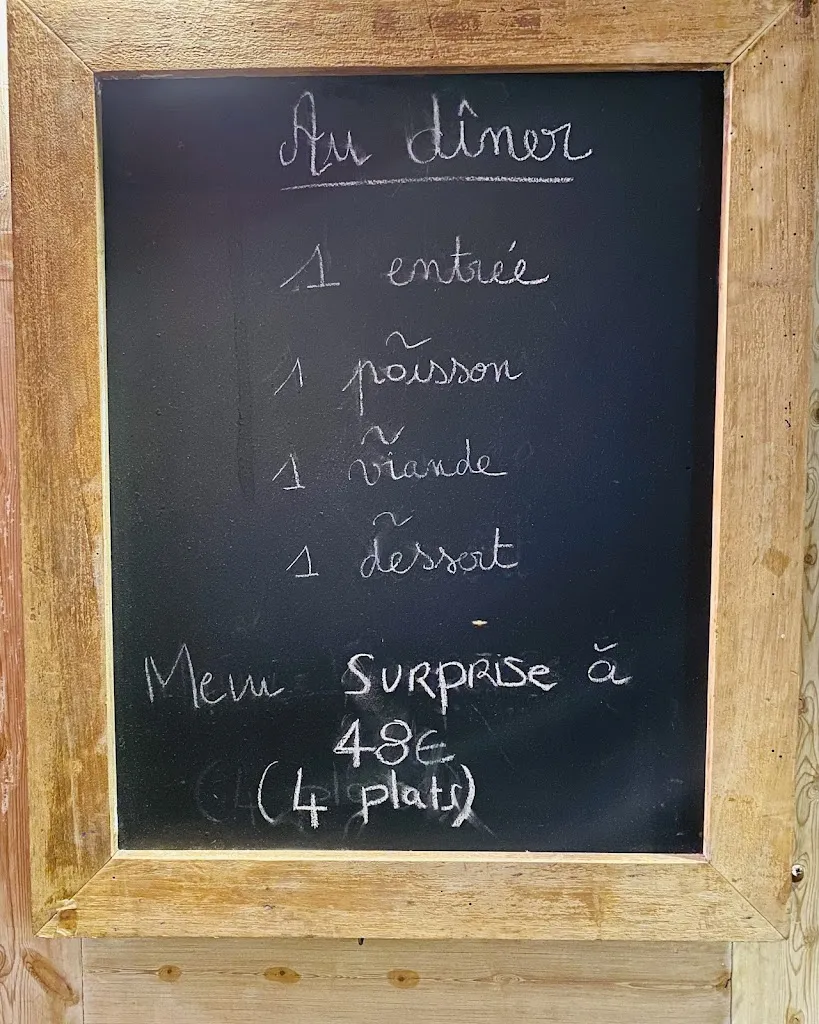 Au dîner
1 entrée
~
1 poisson
~
1 viande
~
1 dessert
Menu SURPRISE à
48€
(4 plats)